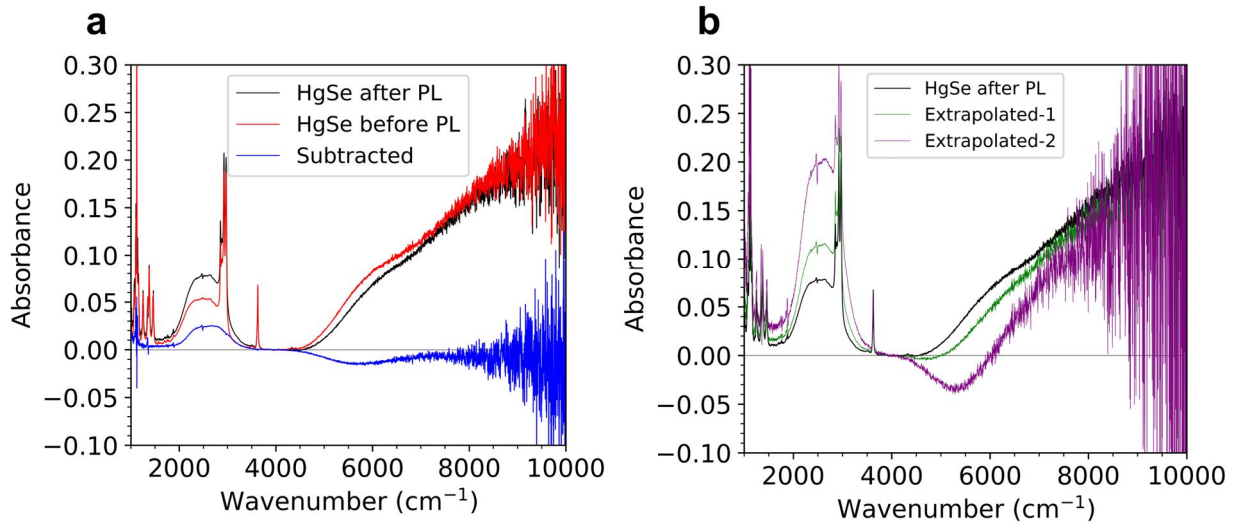 a
0.30
0.25
0.20
0.15
0.10
0.05
0.00
−0.05
−0.10
Absorbance
HgSe after PL
HgSe before PL
Subtracted
2000 4000 6000 8000 10000
Wavenumber (cm⁻¹)
b
0.30
0.25
0.20
0.15
0.10
0.05
0.00
−0.05
−0.10
Absorbance
HgSe after PL
Extrapolated-1
Extrapolated-2
2000 4000 6000 8000 10000
Wavenumber (cm⁻¹)